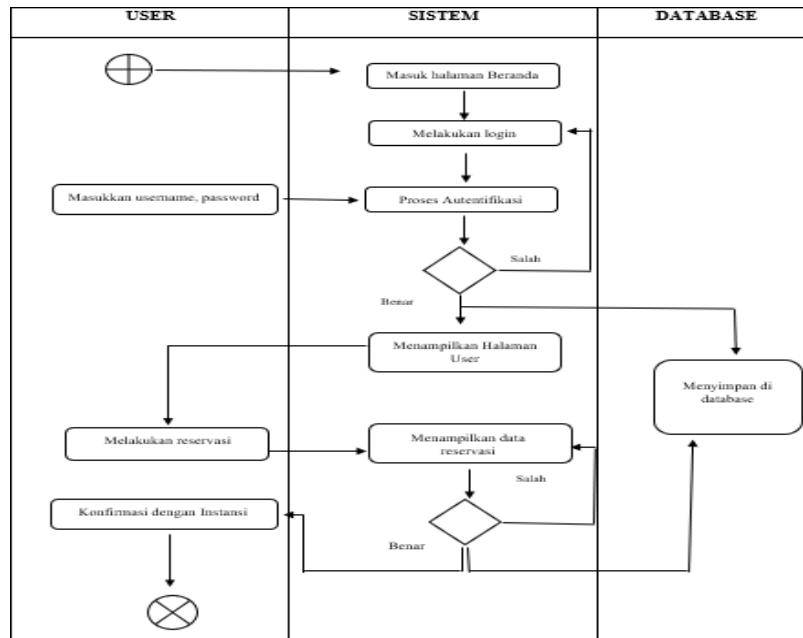 USER
SISTEM
DATABASE
Masuk halaman Beranda
Melakukan login
Masukkan username, password
Proses Autentifikasi
Salah
Benar
Menampilkan Halaman
User
Menyimpan di
database
Melakukan reservasi
Menampilkan data
reservasi
Salah
Konfirmasi dengan Instansi
Benar